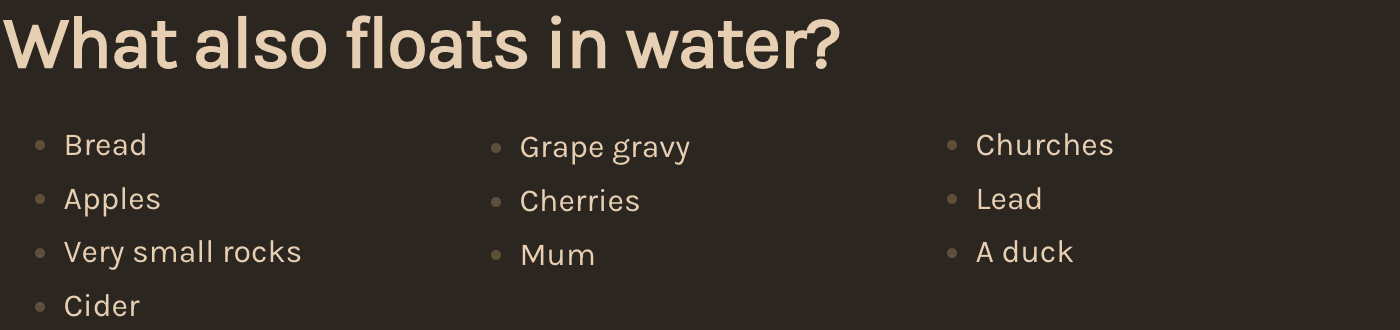 What also floats in water?
Bread
Apples
Very small rocks
Cider
Grape gravy
Cherries
Mum
Churches
Lead
A duck